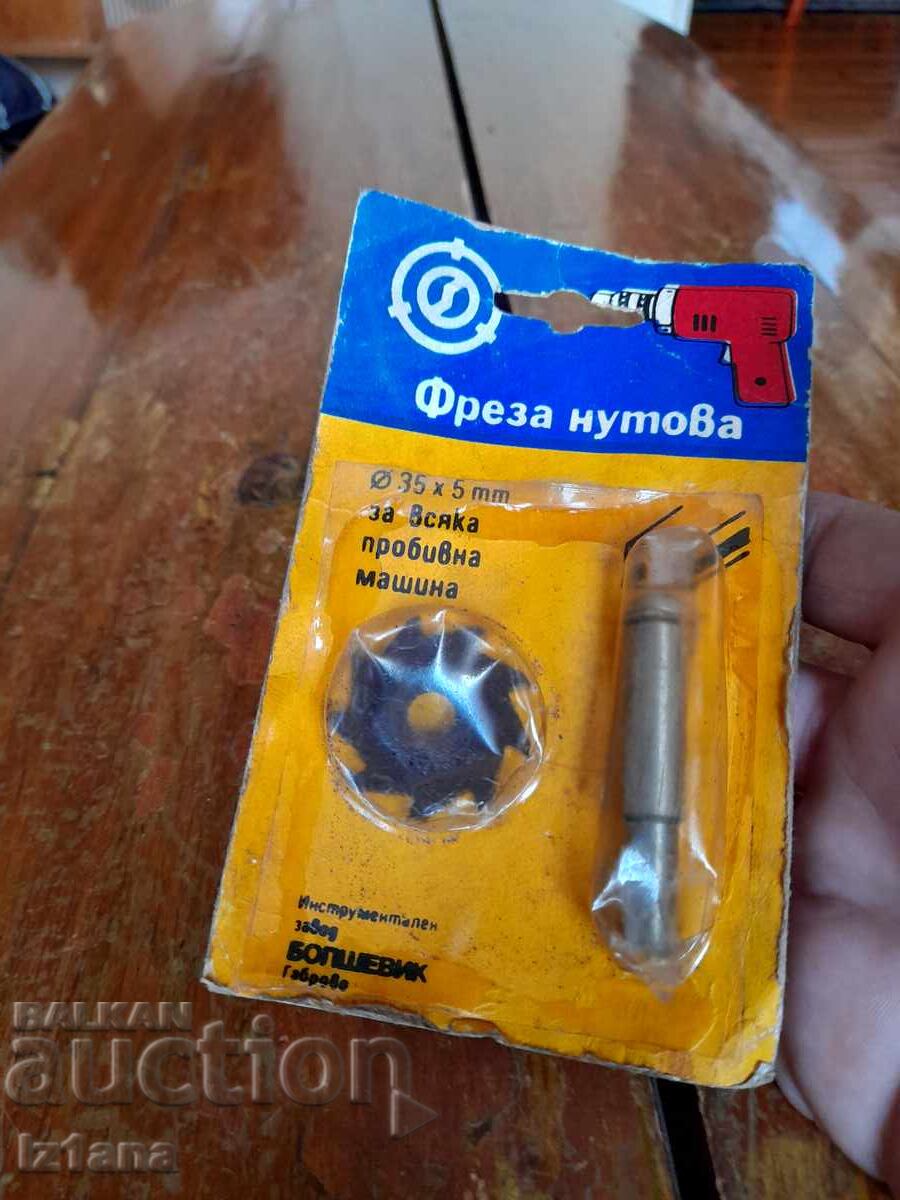 Фреза нутова
Ø 35 x 5 mm
за всяка
пробивна
машина
Инструментален
завод
БОЛШЕВИК
Габрово
BALKAN
auction
iz1ana